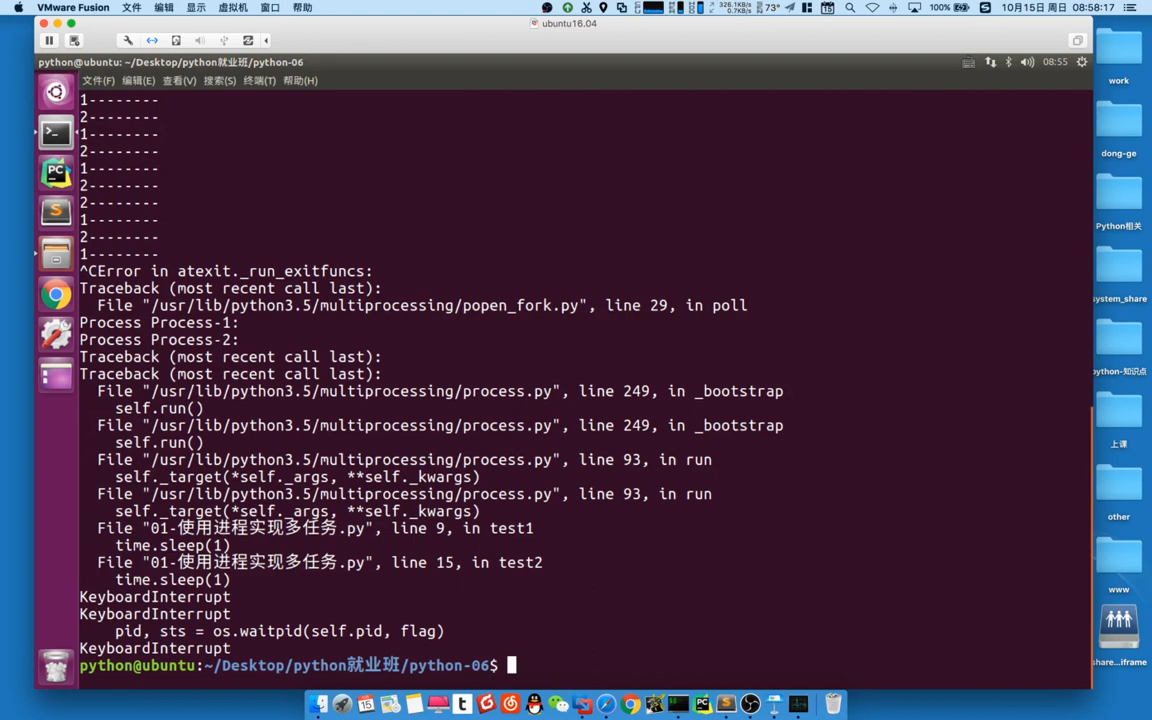 VMware Fusion 文件 编辑 显示 虚拟机 窗口 帮助 326.1KB/s 0.7KB/s 73° 15 100% 10月15日 周日 08:58:17
ubuntu16.04
python@ubuntu: ~/Desktop/python就业班/python-06 08:55
文件(F) 编辑(E) 查看(V) 搜索(S) 终端(T) 帮助(H)
1--------
2--------
1--------
2--------
1--------
2--------
2--------
1--------
2--------
1--------
^CError in atexit._run_exitfuncs:
Traceback (most recent call last):
  File "/usr/lib/python3.5/multiprocessing/popen_fork.py", line 29, in poll
Process Process-1:
Process Process-2:
Traceback (most recent call last):
Traceback (most recent call last):
  File "/usr/lib/python3.5/multiprocessing/process.py", line 249, in _bootstrap
    self.run()
  File "/usr/lib/python3.5/multiprocessing/process.py", line 249, in _bootstrap
    self.run()
  File "/usr/lib/python3.5/multiprocessing/process.py", line 93, in run
    self._target(*self._args, **self._kwargs)
  File "/usr/lib/python3.5/multiprocessing/process.py", line 93, in run
    self._target(*self._args, **self._kwargs)
  File "01-使用进程实现多任务.py", line 9, in test1
    time.sleep(1)
  File "01-使用进程实现多任务.py", line 15, in test2
    time.sleep(1)
KeyboardInterrupt
KeyboardInterrupt
    pid, sts = os.waitpid(self.pid, flag)
KeyboardInterrupt
python@ubuntu:~/Desktop/python就业班/python-06$
work
dong-ge
Python相关
system_share
python-知识点
上课
other
www
share...iframe